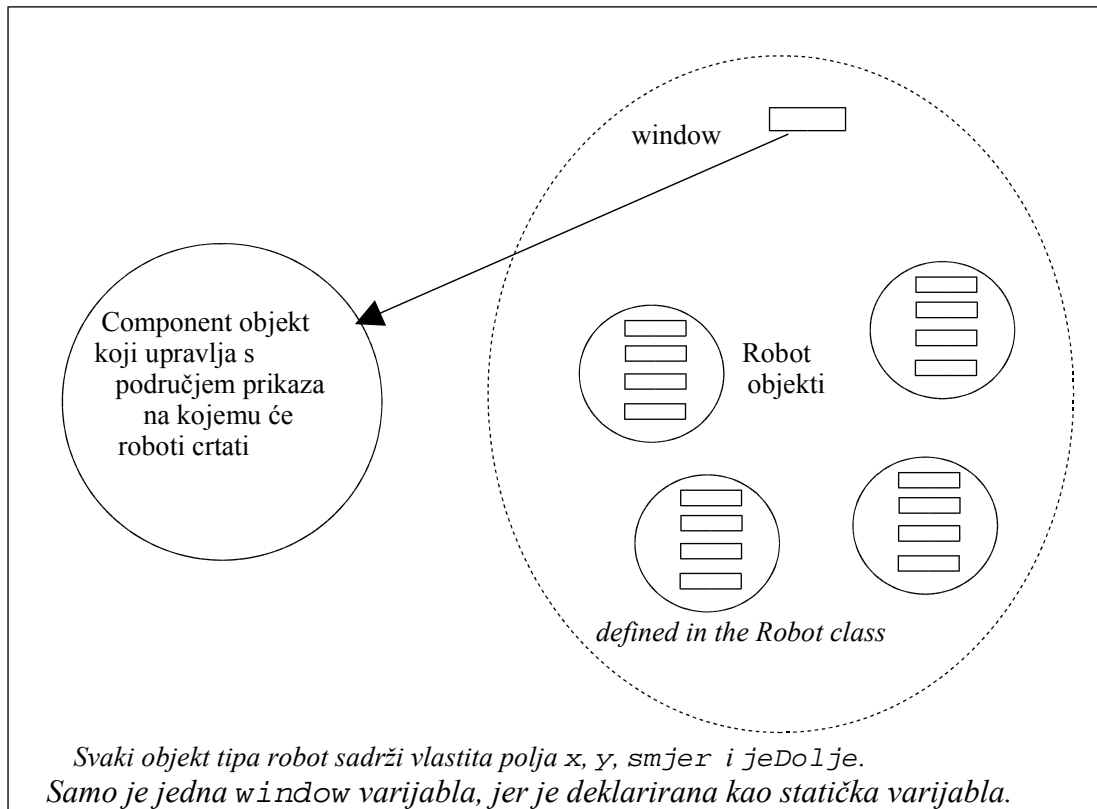 window
Component objekt
koji upravlja s
područjem prikaza
na kojemu će
roboti crtati
Robot
objekti
defined in the Robot class
Svaki objekt tipa robot sadrži vlastita polja x, y, smjer i jeDolje.
Samo je jedna window varijabla, jer je deklarirana kao statička varijabla.